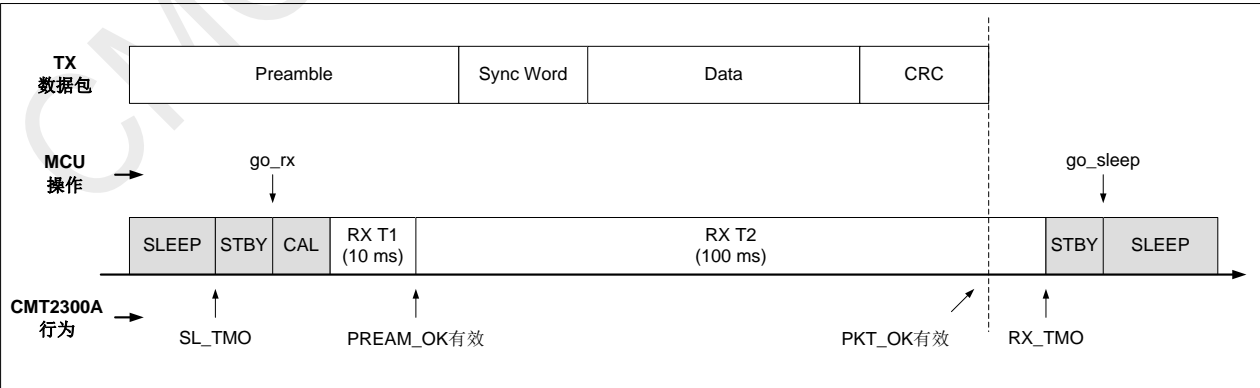 TX
数据包
Preamble
Sync Word
Data
CRC
MCU
操作
go_rx
go_sleep
SLEEP
STBY
CAL
RX T1
(10 ms)
RX T2
(100 ms)
STBY
SLEEP
CMT2300A
行为
SL_TMO
PREAM_OK有效
PKT_OK有效
RX_TMO